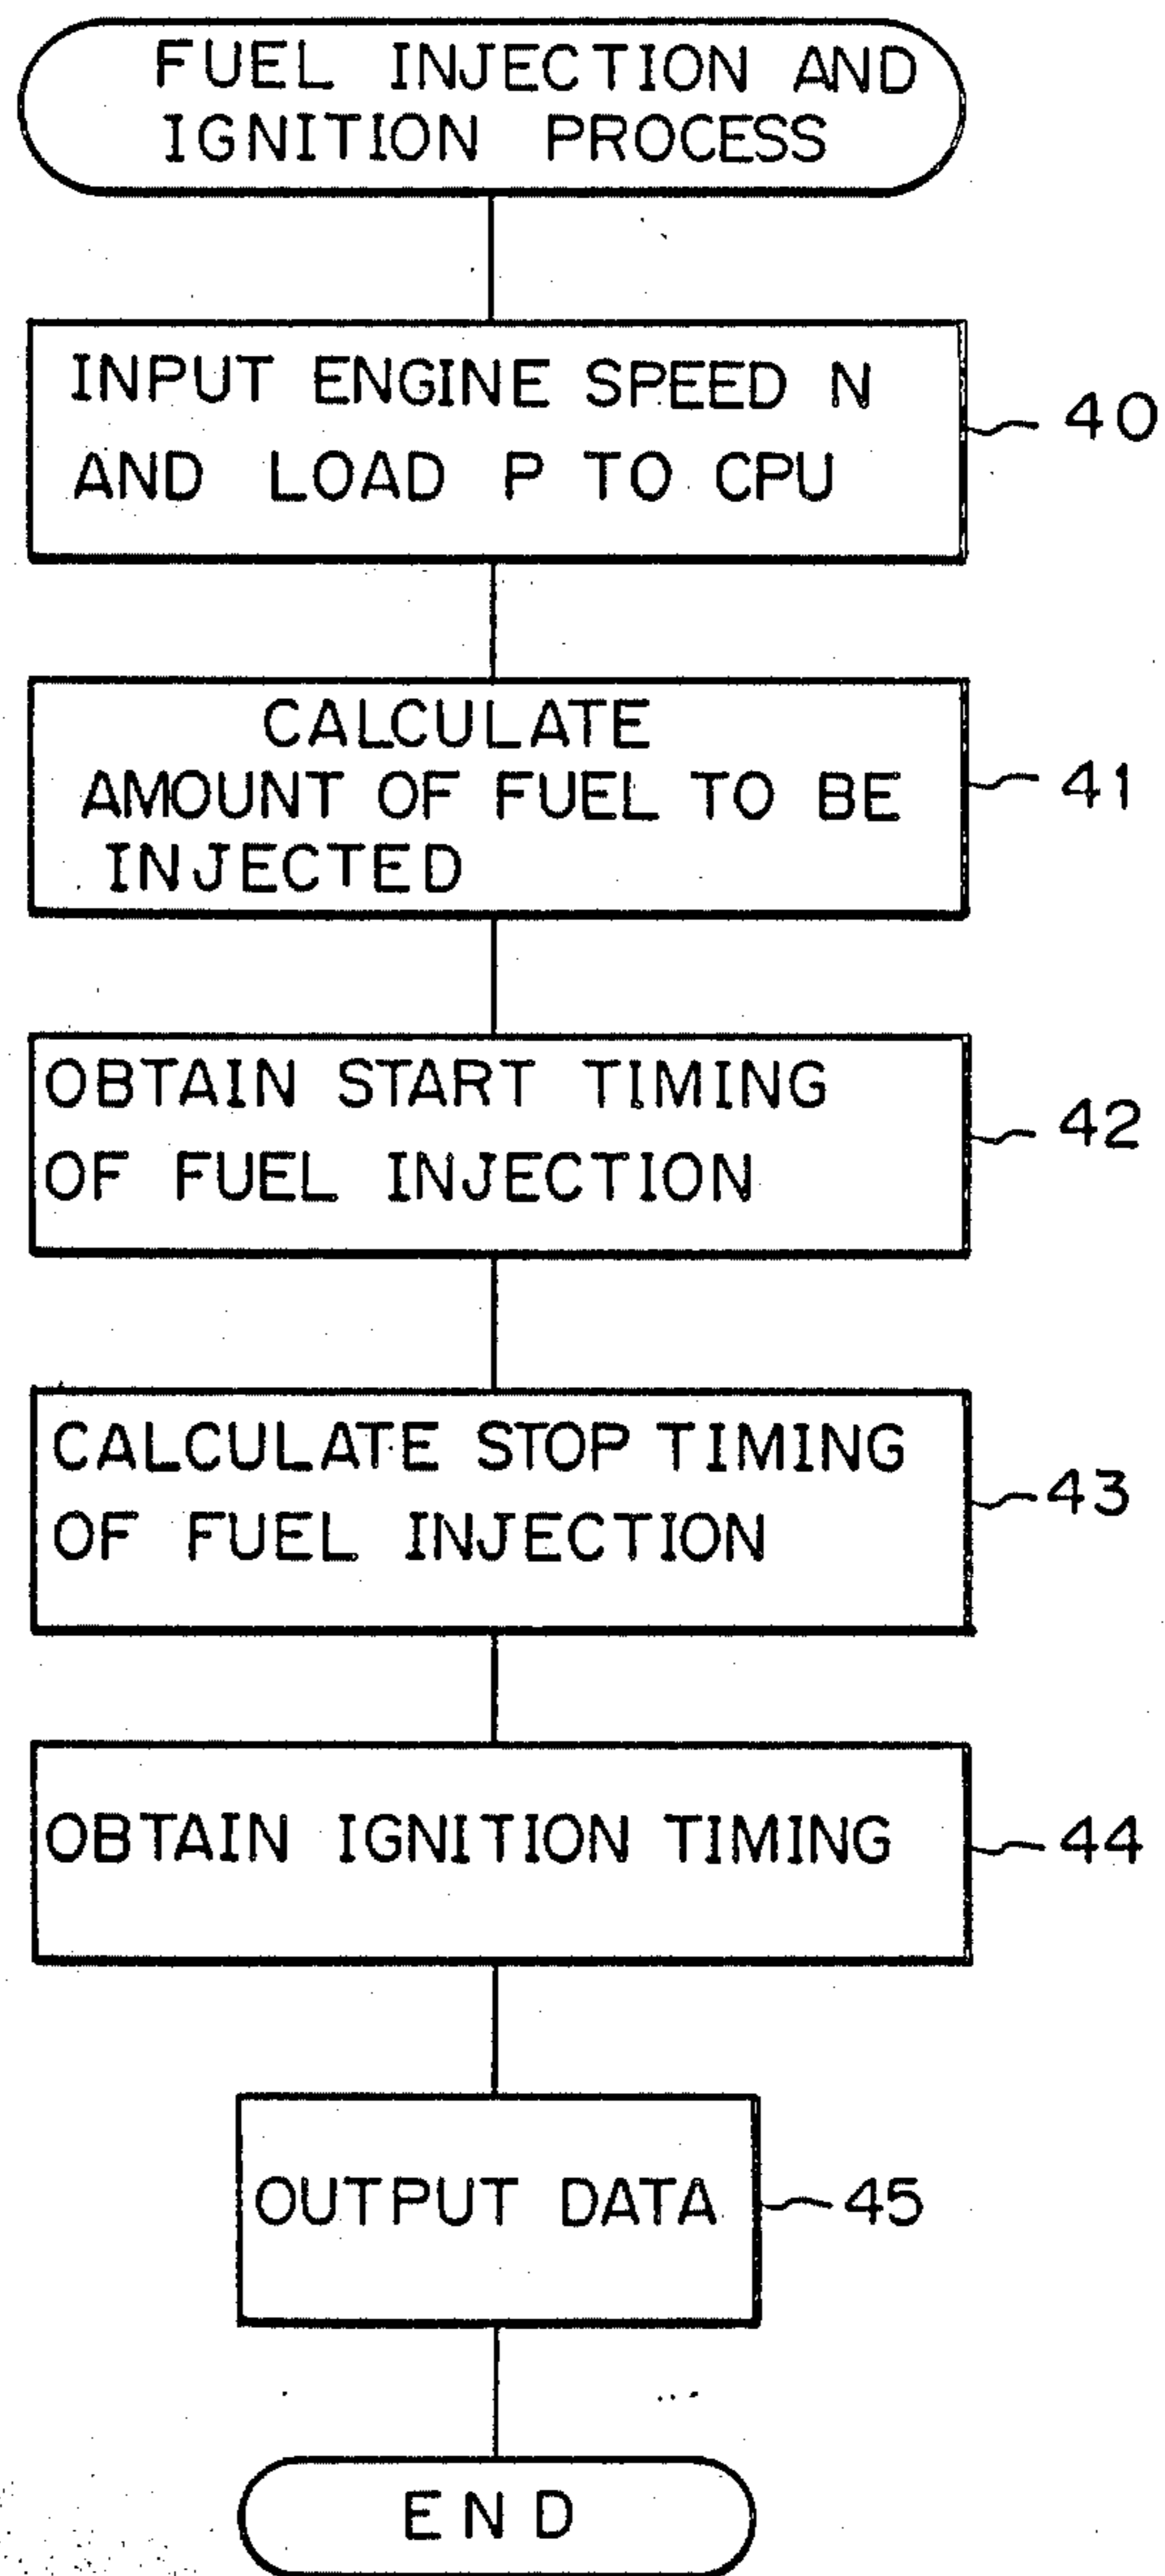 FUEL INJECTION AND
IGNITION PROCESS
INPUT ENGINE SPEED N
AND LOAD P TO CPU
40
CALCULATE
AMOUNT OF FUEL TO BE
INJECTED
41
OBTAIN START TIMING
OF FUEL INJECTION
42
CALCULATE STOP TIMING
OF FUEL INJECTION
43
OBTAIN IGNITION TIMING
44
OUTPUT DATA
45
END